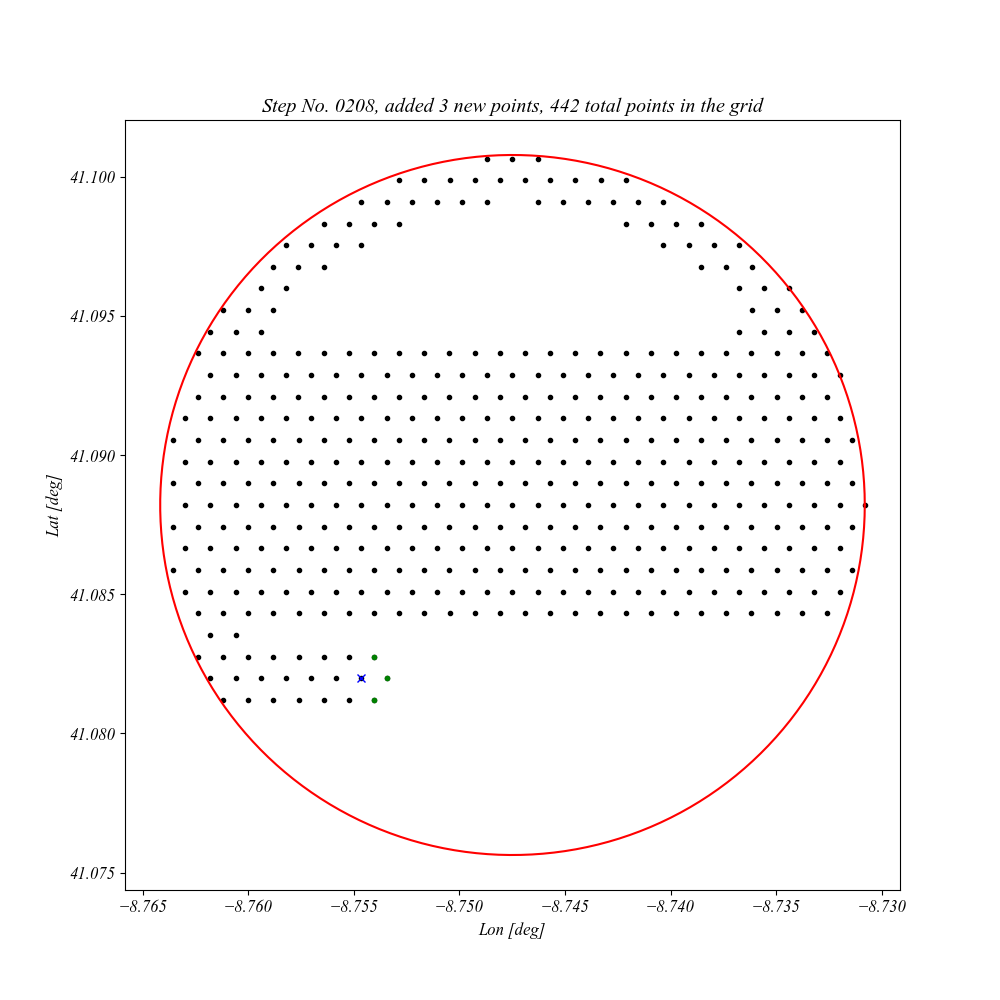 Step No. 0208, added 3 new points, 442 total points in the grid
41.100
41.095
41.090
41.085
41.080
41.075
Lat [deg]
−8.765 −8.760 −8.755 −8.750 −8.745 −8.740 −8.735 −8.730
Lon [deg]